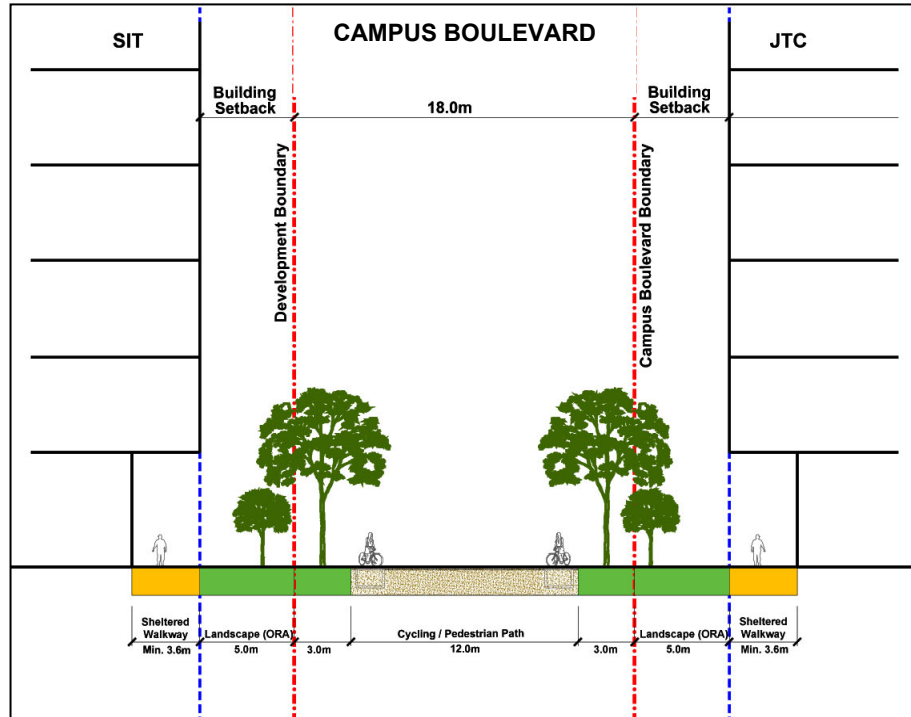 SIT
CAMPUS BOULEVARD
JTC
Building
Setback
18.0m
Building
Setback
Development Boundary
Campus Boulevard Boundary
Sheltered
Walkway
Min. 3.6m
Landscape (ORA)
5.0m
3.0m
Cycling / Pedestrian Path
12.0m
3.0m
Landscape (ORA)
5.0m
Sheltered
Walkway
Min. 3.6m